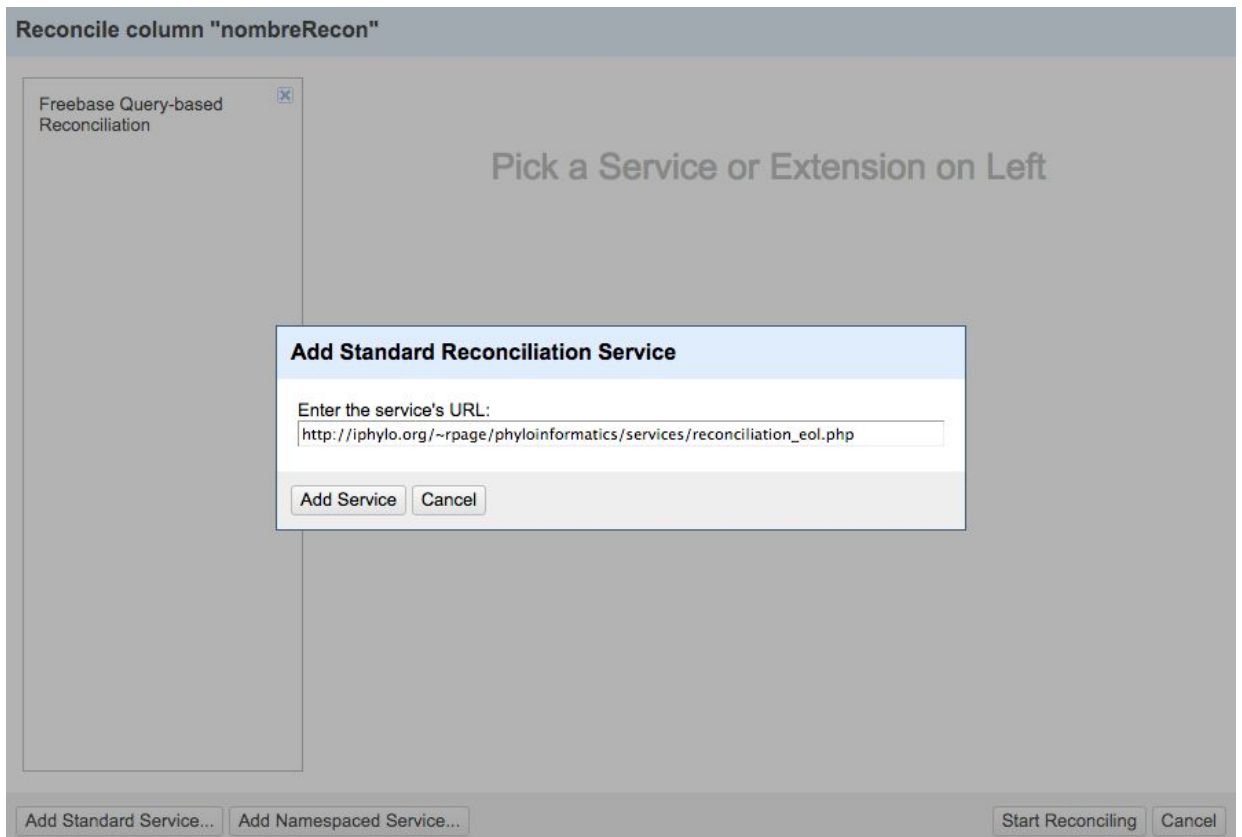 Reconcile column "nombreRecon"
Freebase Query-based
Reconciliation
Pick a Service or Extension on Left
Add Standard Reconciliation Service
Enter the service's URL:
http://iphylo.org/~rpage/phyloinformatics/services/reconciliation_eol.php
Add Service Cancel
Add Standard Service... Add Namespaced Service... Start Reconciling Cancel